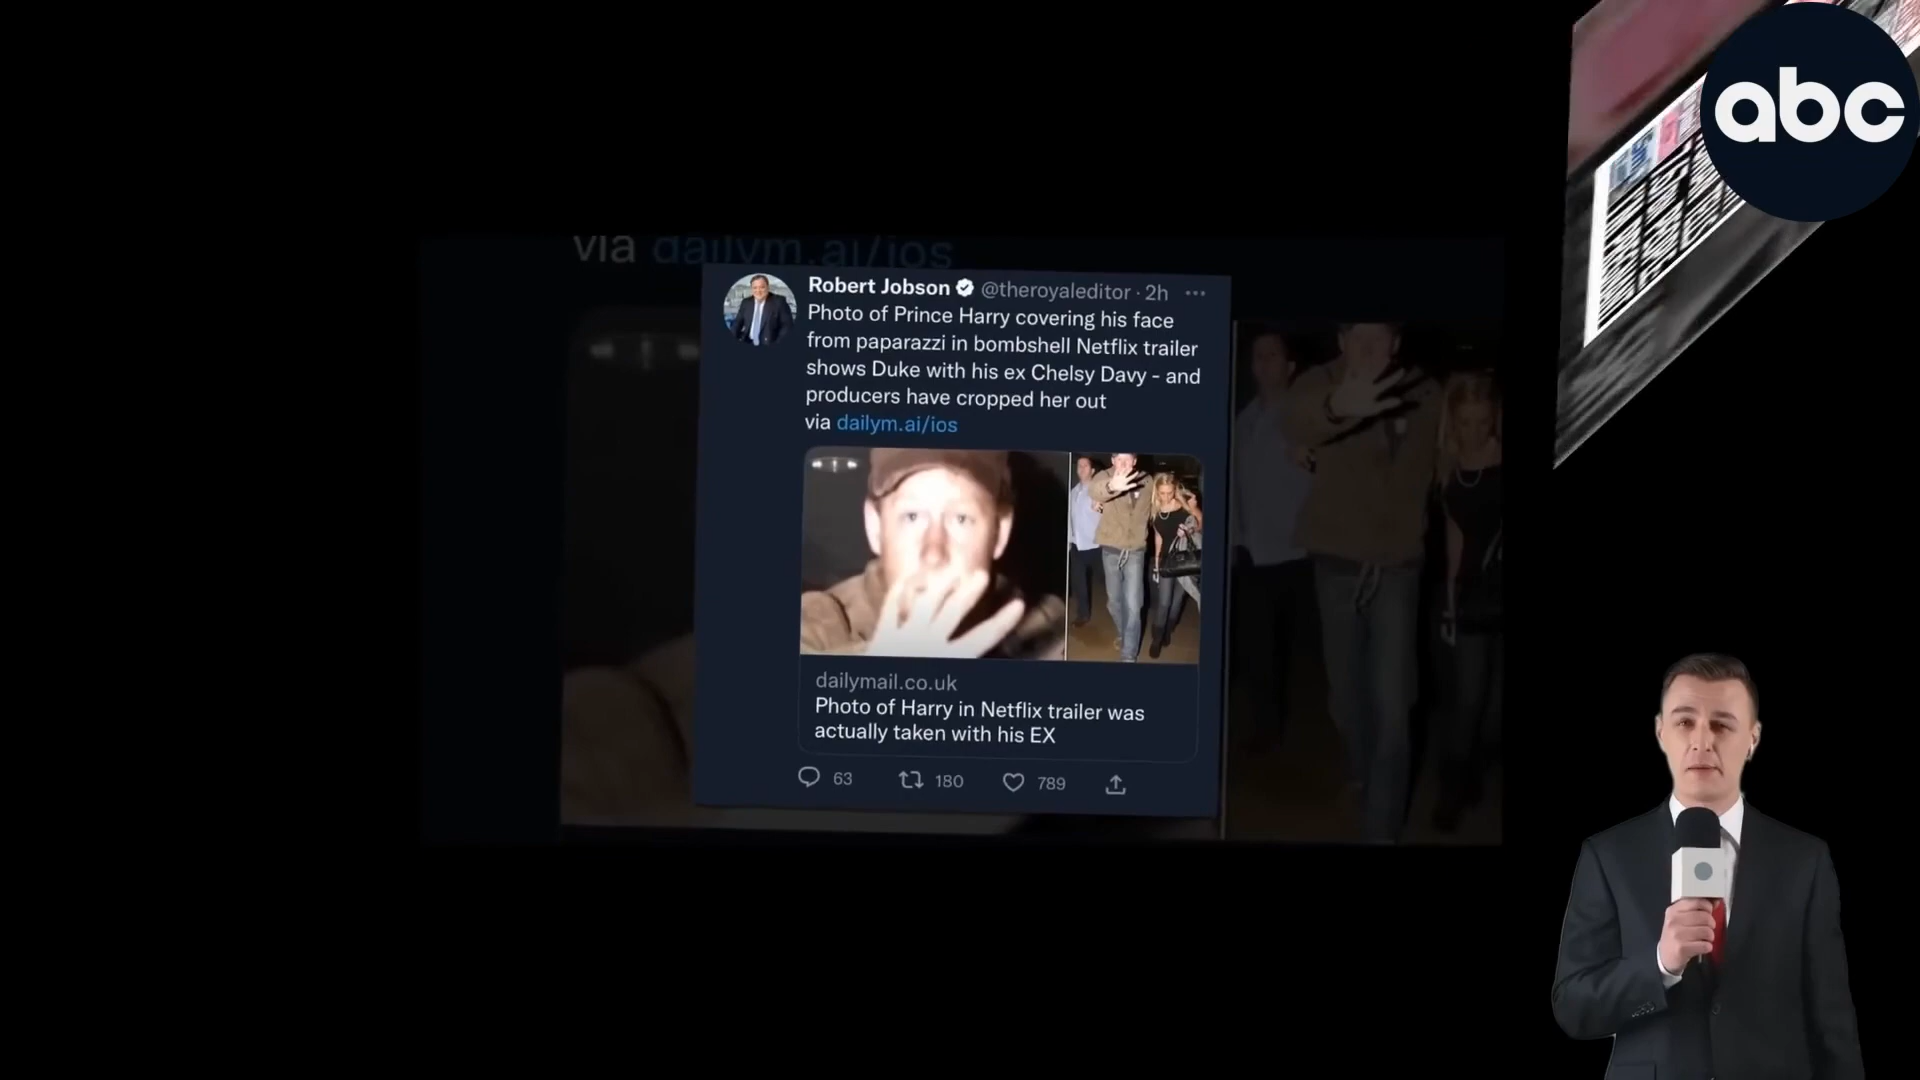 abc
via dailym.ai/ios
Robert Jobson @theroyaleditor · 2h
Photo of Prince Harry covering his face
from paparazzi in bombshell Netflix trailer
shows Duke with his ex Chelsy Davy - and
producers have cropped her out
via dailym.ai/ios
dailymail.co.uk
Photo of Harry in Netflix trailer was
actually taken with his EX
63 180 789